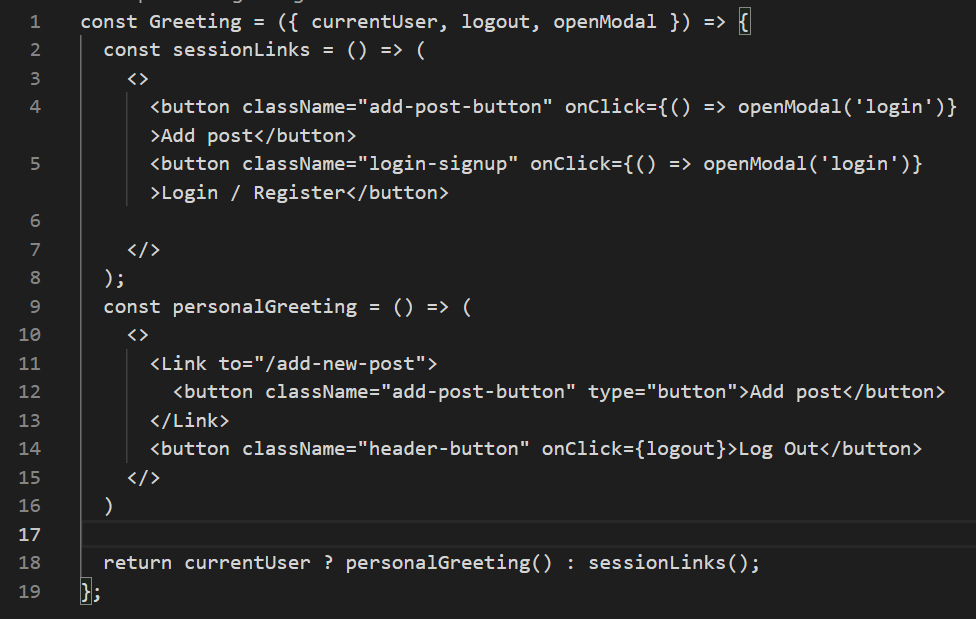 1 const Greeting = ({ currentUser, logout, openModal }) => {
2   const sessionLinks = () => (
3     <>
4       <button className="add-post-button" onClick={() => openModal('login')}
        >Add post</button>
5       <button className="login-signup" onClick={() => openModal('login')}
        >Login / Register</button>
6
7     </>
8   );
9   const personalGreeting = () => (
10    <>
11      <Link to="/add-new-post">
12        <button className="add-post-button" type="button">Add post</button>
13      </Link>
14      <button className="header-button" onClick={logout}>Log Out</button>
15    </>
16  )
17
18  return currentUser ? personalGreeting() : sessionLinks();
19 };